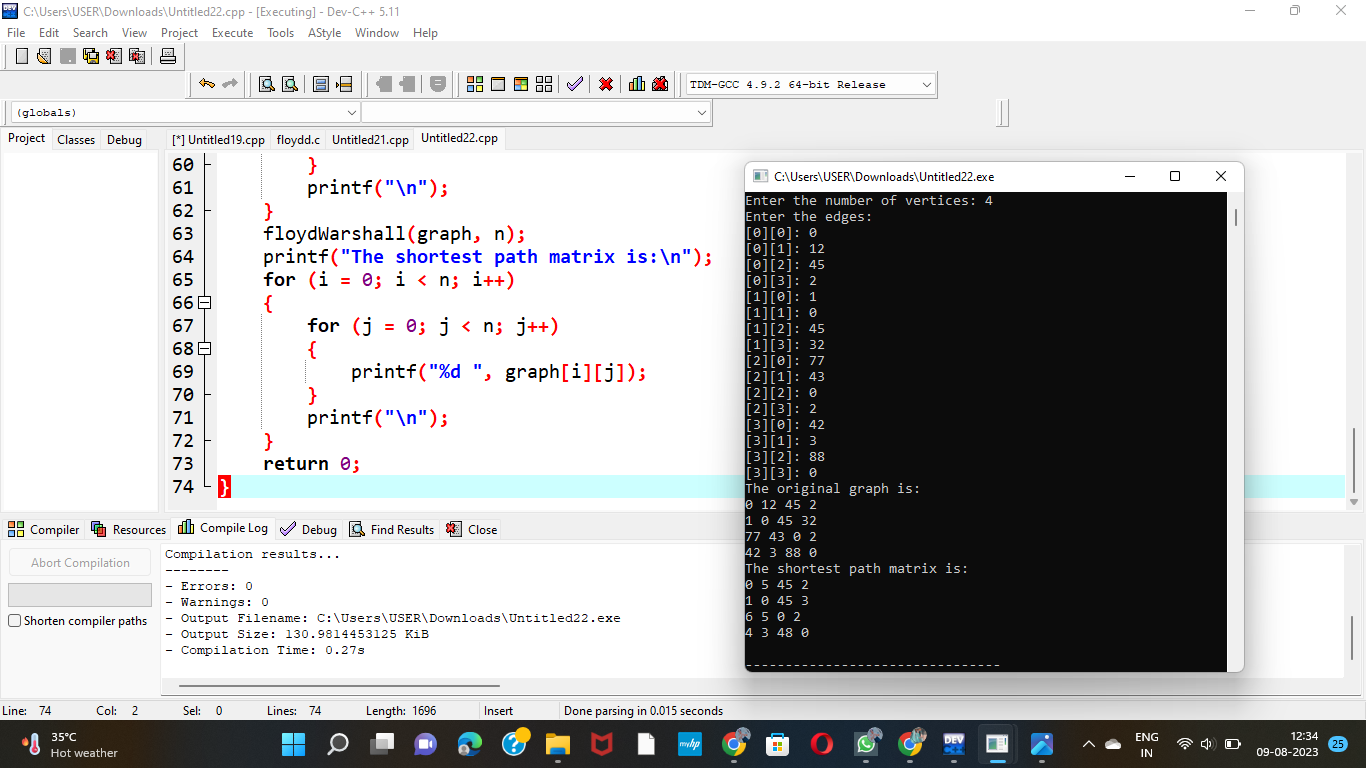 C:\Users\USER\Downloads\Untitled22.cpp - [Executing] - Dev-C++ 5.11
File Edit Search View Project Execute Tools AStyle Window Help
TDM-GCC 4.9.2 64-bit Release
(globals)
Project Classes Debug
[*] Untitled19.cpp floydd.c Untitled21.cpp Untitled22.cpp
60 }
61 printf("\n");
62 }
63 floydWarshall(graph, n);
64 printf("The shortest path matrix is:\n");
65 for (i = 0; i < n; i++)
66 {
67 for (j = 0; j < n; j++)
68 {
69 printf("%d ", graph[i][j]);
70 }
71 printf("\n");
72 }
73 return 0;
74 }
C:\Users\USER\Downloads\Untitled22.exe
Enter the number of vertices: 4
Enter the edges:
[0][0]: 0
[0][1]: 12
[0][2]: 45
[0][3]: 2
[1][0]: 1
[1][1]: 0
[1][2]: 45
[1][3]: 32
[2][0]: 77
[2][1]: 43
[2][2]: 0
[2][3]: 2
[3][0]: 42
[3][1]: 3
[3][2]: 88
[3][3]: 0
The original graph is:
0 12 45 2
1 0 45 32
77 43 0 2
42 3 88 0
The shortest path matrix is:
0 5 45 2
1 0 45 3
6 5 0 2
4 3 48 0
--------------------------------
Compiler Resources Compile Log Debug Find Results Close
Abort Compilation
Shorten compiler paths
Compilation results...
--------
- Errors: 0
- Warnings: 0
- Output Filename: C:\Users\USER\Downloads\Untitled22.exe
- Output Size: 130.9814453125 KiB
- Compilation Time: 0.27s
Line: 74 Col: 2 Sel: 0 Lines: 74 Length: 1696 Insert Done parsing in 0.015 seconds
35°C
Hot weather
ENG
IN
12:34
09-08-2023
25